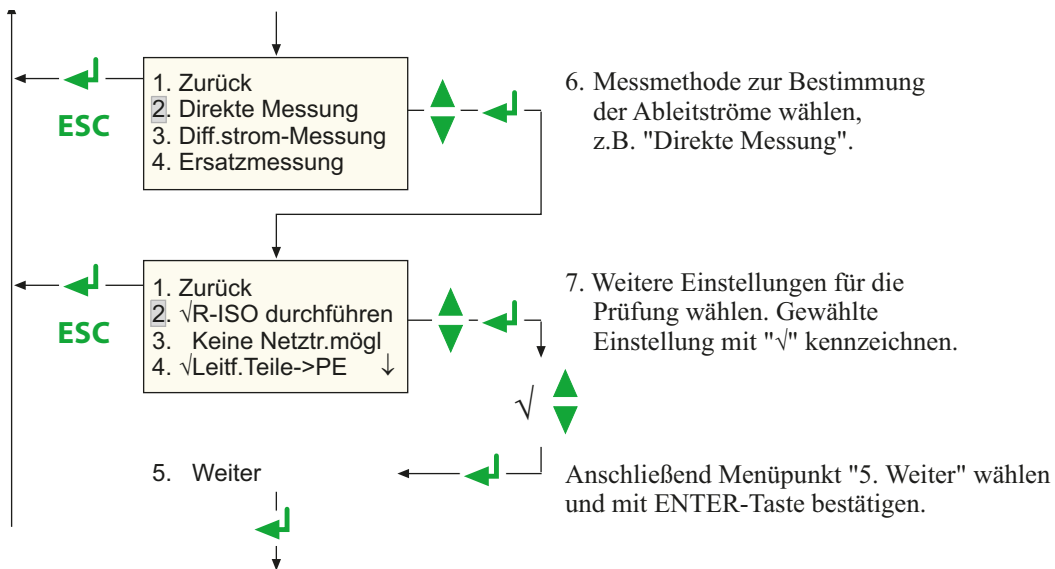 1. Zurück
2. Direkte Messung
3. Diff.strom-Messung
4. Ersatzmessung
ESC
6. Messmethode zur Bestimmung
der Ableitströme wählen,
z.B. "Direkte Messung".
1. Zurück
2. √R-ISO durchführen
3. Keine Netztr.mögl
4. √Leitf.Teile->PE ↓
ESC
7. Weitere Einstellungen für die
Prüfung wählen. Gewählte
Einstellung mit "√" kennzeichnen.
√
5. Weiter
Anschließend Menüpunkt "5. Weiter" wählen
und mit ENTER-Taste bestätigen.